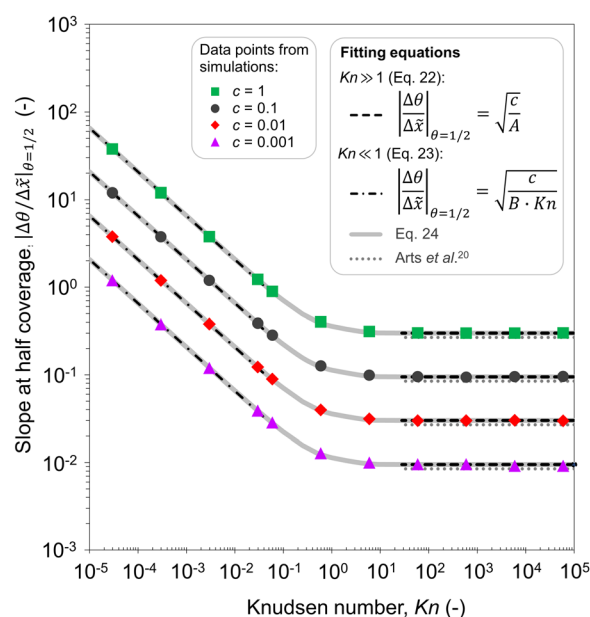 Slope at half coverage, |Δθ/Δx̃|θ=1/2 (-)
10³
10²
10¹
10⁰
10⁻¹
10⁻²
10⁻³
Data points from
simulations:
c = 1
c = 0.1
c = 0.01
c = 0.001
Fitting equations
Kn≫1 (Eq. 22):
|Δθ/Δx̃|θ=1/2 = √(c/A)
Kn≪1 (Eq. 23):
|Δθ/Δx̃|θ=1/2 = √(c/(B · Kn))
Eq. 24
Arts et al.²⁰
10⁻⁵ 10⁻⁴ 10⁻³ 10⁻² 10⁻¹ 10⁰ 10¹ 10² 10³ 10⁴ 10⁵
Knudsen number, Kn (-)